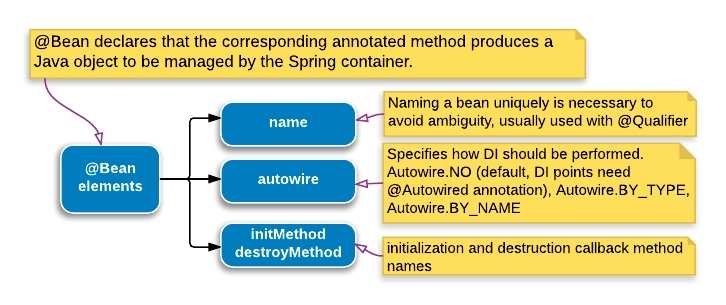 @Bean declares that the corresponding annotated method produces a
Java object to be managed by the Spring container.
@Bean
elements
name
Naming a bean uniquely is necessary to
avoid ambiguity, usually used with @Qualifier
autowire
Specifies how DI should be performed.
Autowire.NO (default, DI points need
@Autowired annotation), Autowire.BY_TYPE,
Autowire.BY_NAME
initMethod
destroyMethod
initialization and destruction callback method
names